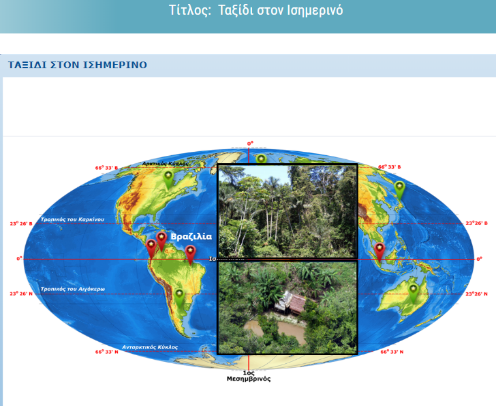 Τίτλος: Ταξίδι στον Ισημερινό
ΤΑΞΙΔΙ ΣΤΟΝ ΙΣΗΜΕΡΙΝΟ
0°
Αρκτικός Κύκλος
66° 33' Β
66° 33' Β
Τροπικός του Καρκίνου
23° 26' Ν
23° 26' Β
Βραζιλία
0°
0°
Τροπικός του Αιγόκερω
23° 26' Ν
23°26' Ν
Ανταρκτικός Κύκλος
66° 33' Ν
66° 33' Ν
1ος
Μεσημβρινός